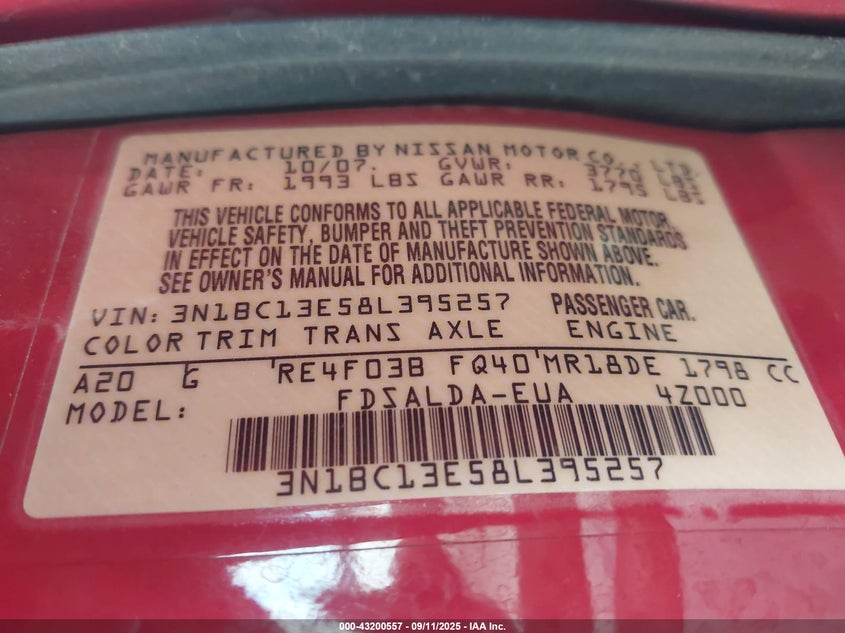 MANUFACTURED BY NISSAN MOTOR CO., LTD.
DATE: 10/07. GVWR: 3770 LBS
GAWR FR: 1993 LBS GAWR RR: 1795 LBS
THIS VEHICLE CONFORMS TO ALL APPLICABLE FEDERAL MOTOR
VEHICLE SAFETY, BUMPER AND THEFT PREVENTION STANDARDS
IN EFFECT ON THE DATE OF MANUFACTURE SHOWN ABOVE.
SEE OWNER'S MANUAL FOR ADDITIONAL INFORMATION.
VIN: 3N1BC13E58L395257 PASSENGER CAR.
COLOR TRIM TRANS AXLE ENGINE
A20 G RE4F03B FQ40 MR18DE 1798 CC
MODEL: FDSALDA-EUA 4Z000
3N1BC13E58L395257
000-43200557 - 09/11/2025 - IAA Inc.